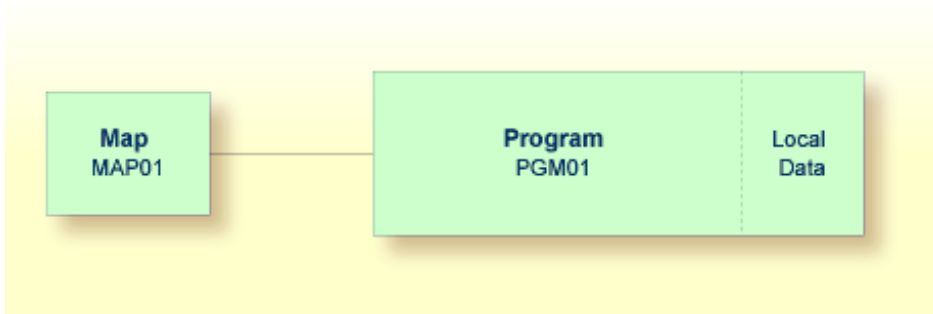 Map
MAP01
Program
PGM01
Local
Data